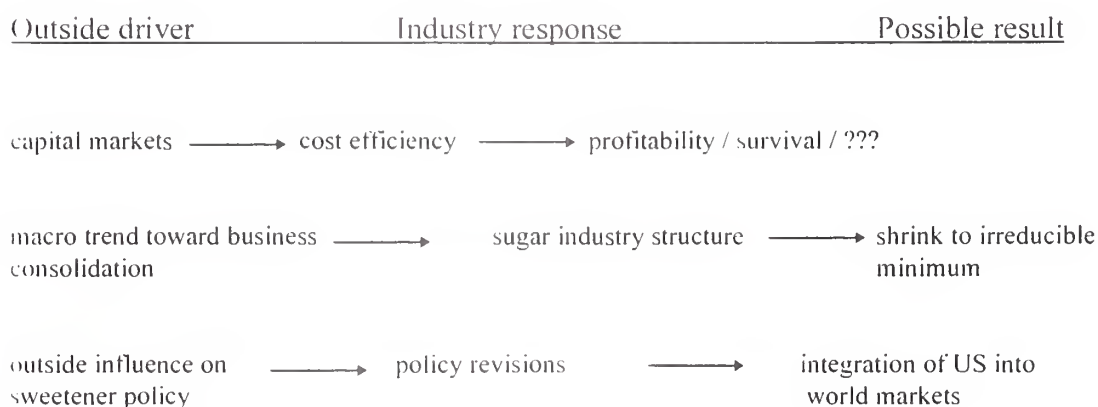 Outside driver Industry response Possible result
capital markets → cost efficiency → profitability / survival / ???
macro trend toward business → sugar industry structure → shrink to irreducible
consolidation minimum
outside influence on → policy revisions → integration of US into
sweetener policy world markets